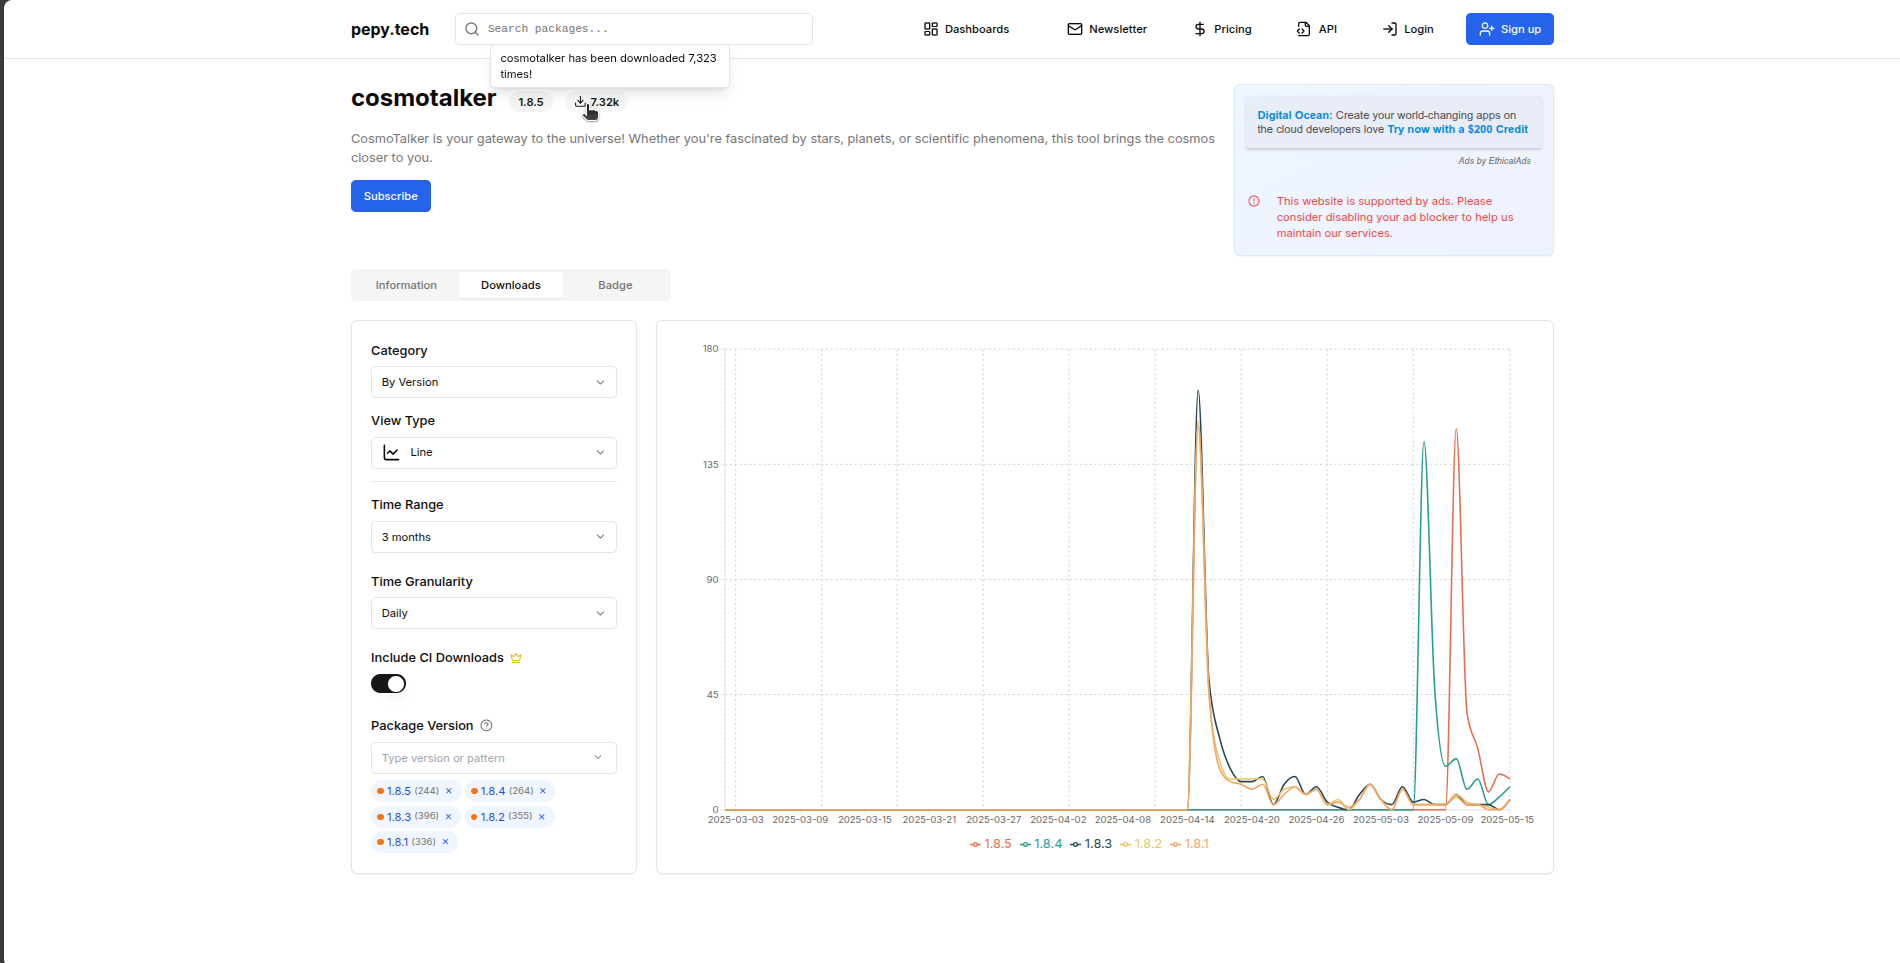 pepy.tech
Search packages...
Dashboards
Newsletter
Pricing
API
Login
Sign up
cosmotalker has been downloaded 7,323
times!
cosmotalker
1.8.5
7.32k
CosmoTalker is your gateway to the universe! Whether you're fascinated by stars, planets, or scientific phenomena, this tool brings the cosmos
closer to you.
Subscribe
Digital Ocean: Create your world-changing apps on
the cloud developers love Try now with a $200 Credit
Ads by EthicalAds
This website is supported by ads. Please
consider disabling your ad blocker to help us
maintain our services.
Information
Downloads
Badge
Category
By Version
View Type
Line
Time Range
3 months
Time Granularity
Daily
Include CI Downloads
Package Version
Type version or pattern
1.8.5 (244) ×
1.8.4 (264) ×
1.8.3 (396) ×
1.8.2 (355) ×
1.8.1 (336) ×
180
135
90
45
0
2025-03-03 2025-03-09 2025-03-15 2025-03-21 2025-03-27 2025-04-02 2025-04-08 2025-04-14 2025-04-20 2025-04-26 2025-05-03 2025-05-09 2025-05-15
1.8.5 1.8.4 1.8.3 1.8.2 1.8.1